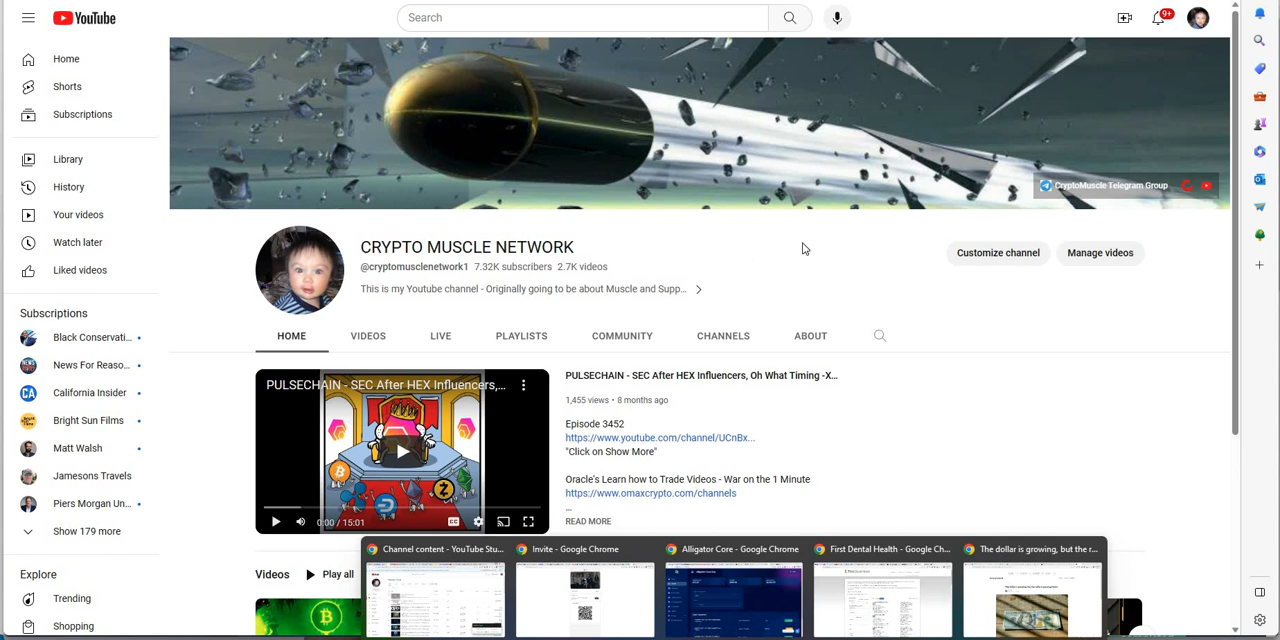 YouTube
Search
9+
Home
Shorts
Subscriptions
Library
History
Your videos
Watch later
Liked videos
Subscriptions
Black Conservati...
News For Reaso...
California Insider
CA
Bright Sun Films
Matt Walsh
Jamesons Travels
Piers Morgan Un...
Show 179 more
Explore
Trending
Shopping
CryptoMuscle Telegram Group
CRYPTO MUSCLE NETWORK
@cryptomusclenetwork1 7.32K subscribers 2.7K videos
This is my Youtube channel - Originally going to be about Muscle and Supp...
Customize channel
Manage videos
HOME VIDEOS LIVE PLAYLISTS COMMUNITY CHANNELS ABOUT
PULSECHAIN - SEC After HEX Influencers,...
0:00 / 15:01
PULSECHAIN - SEC After HEX Influencers, Oh What Timing -X...
1,455 views • 8 months ago
Episode 3452
https://www.youtube.com/channel/UCnBx...
"Click on Show More"
Oracle's Learn how to Trade Videos - War on the 1 Minute
https://www.omaxcrypto.com/channels
...
READ MORE
Videos Play all
Channel content - YouTube Stu...
Invite - Google Chrome
Alligator Core - Google Chrome
First Dental Health - Google Ch...
The dollar is growing, but the r...